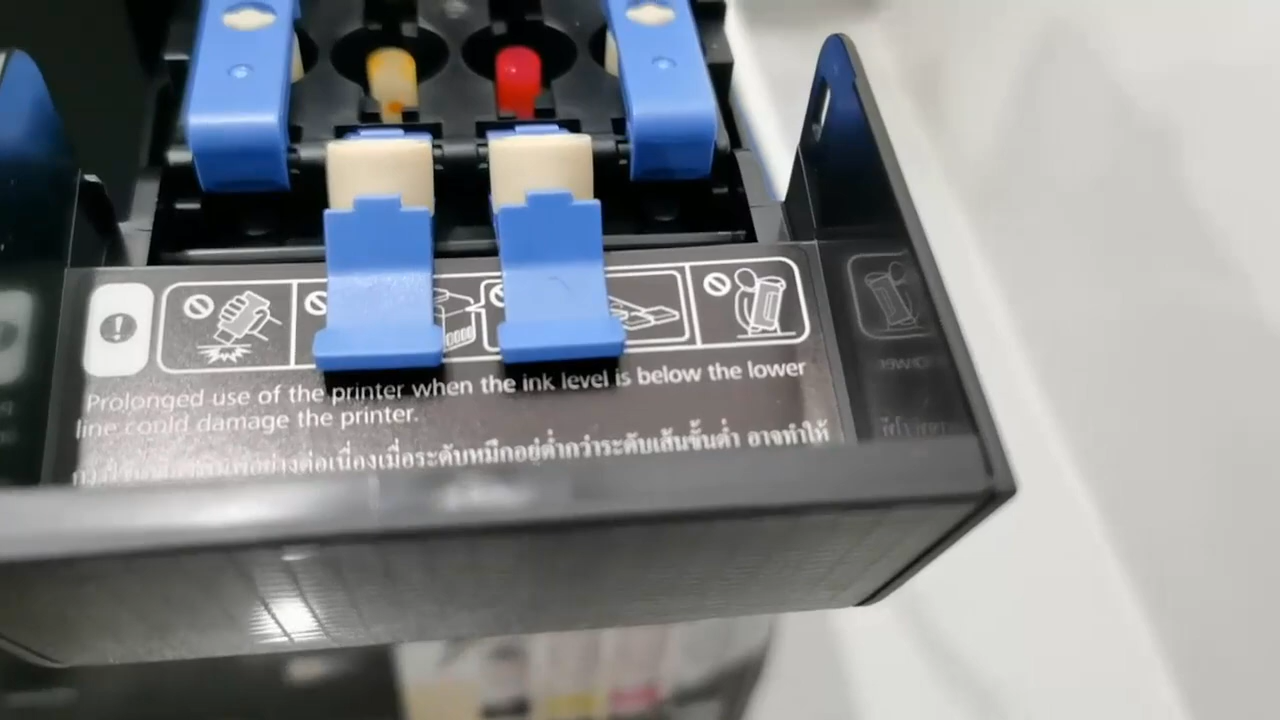 Prolonged use of the printer when the ink level is below the lower
line could damage the printer.
อย่างต่อเนื่องเมื่อระดับหมึกอยู่ต่ำกว่าระดับเส้นขั้นต่ำ อาจทำให้